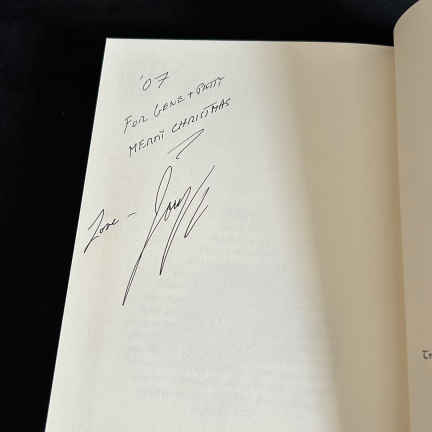 '07
FOR GENE + PATTY
MERRY CHRISTMAS
Love –